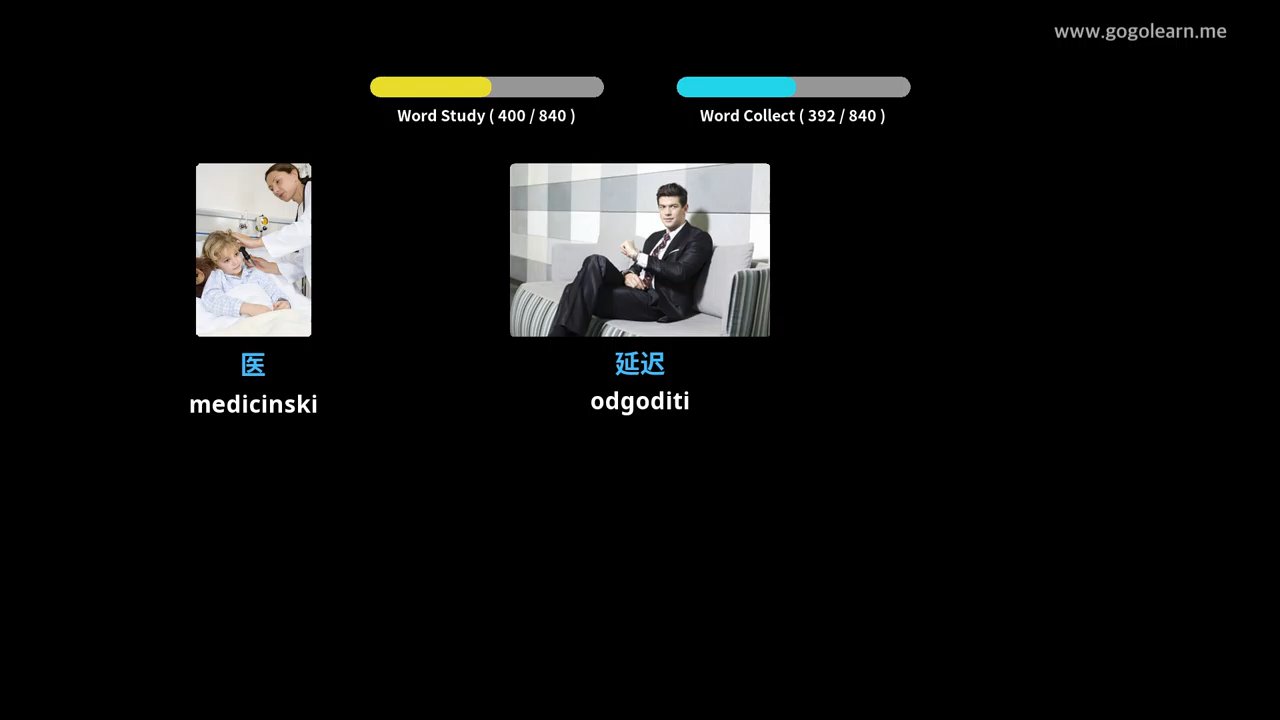 www.gogolearn.me
Word Study ( 400 / 840 )
Word Collect ( 392 / 840 )
医
medicinski
延迟
odgoditi